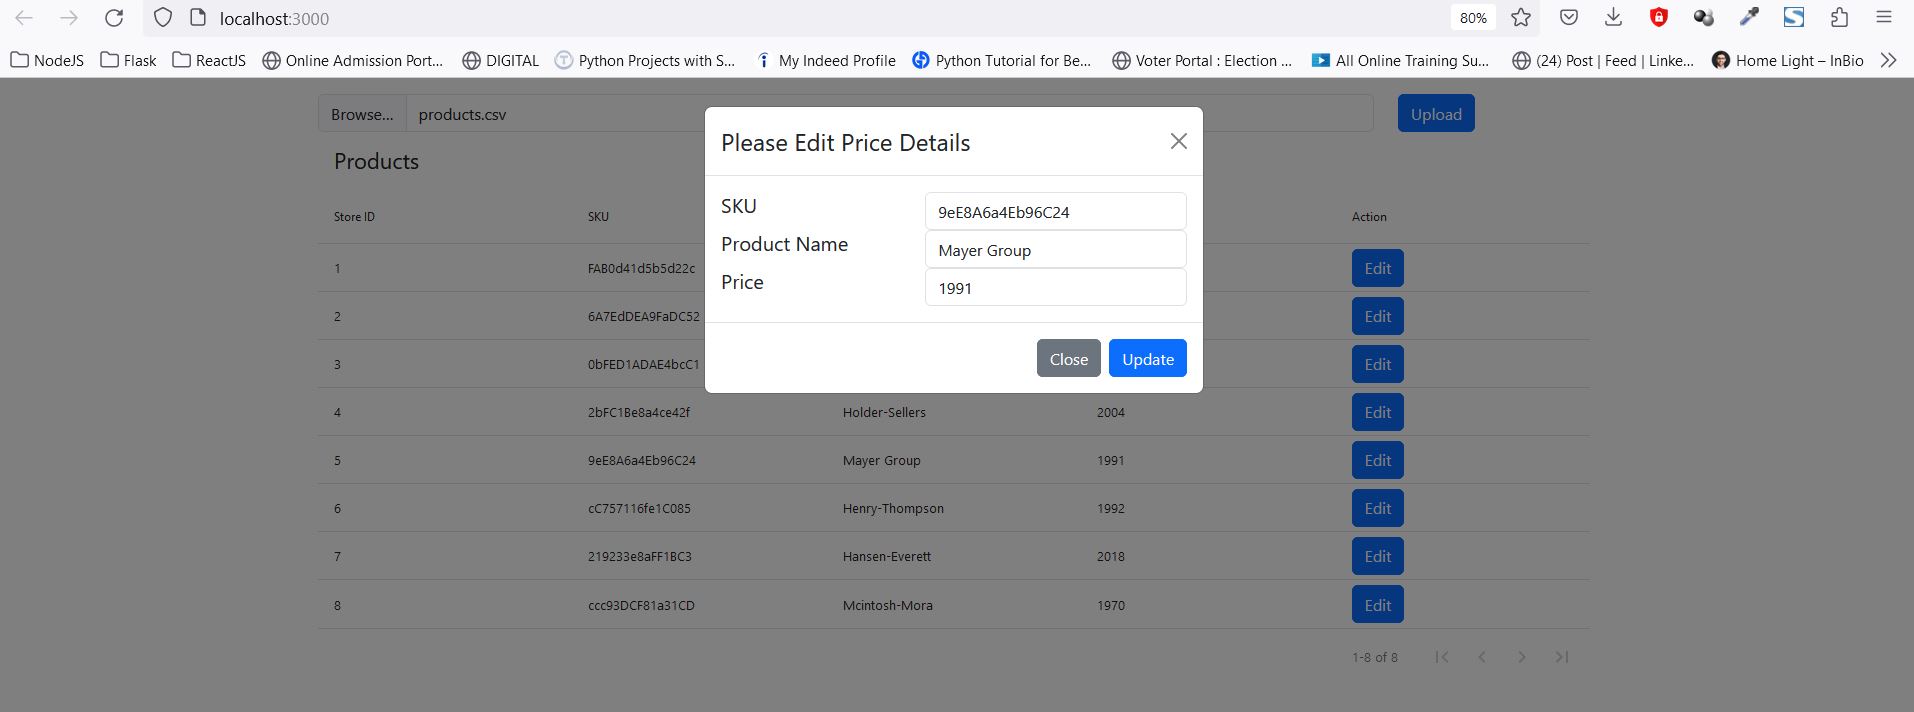 localhost:3000
80%
NodeJS Flask ReactJS Online Admission Port... DIGITAL Python Projects with S... My Indeed Profile Python Tutorial for Be... Voter Portal : Election ... All Online Training Su... (24) Post | Feed | Linke... Home Light – InBio
Browse... products.csv Upload
Products
Please Edit Price Details
SKU 9eE8A6a4Eb96C24
Product Name Mayer Group
Price 1991
Close Update
Store ID SKU Action
1 FAB0d41d5b5d22c Edit
2 6A7EdDEA9FaDC52 Edit
3 0bFED1ADAE4bcC1 Edit
4 2bFC1Be8a4ce42f Holder-Sellers 2004 Edit
5 9eE8A6a4Eb96C24 Mayer Group 1991 Edit
6 cC757116fe1C085 Henry-Thompson 1992 Edit
7 219233e8aFF1BC3 Hansen-Everett 2018 Edit
8 ccc93DCF81a31CD Mcintosh-Mora 1970 Edit
1-8 of 8